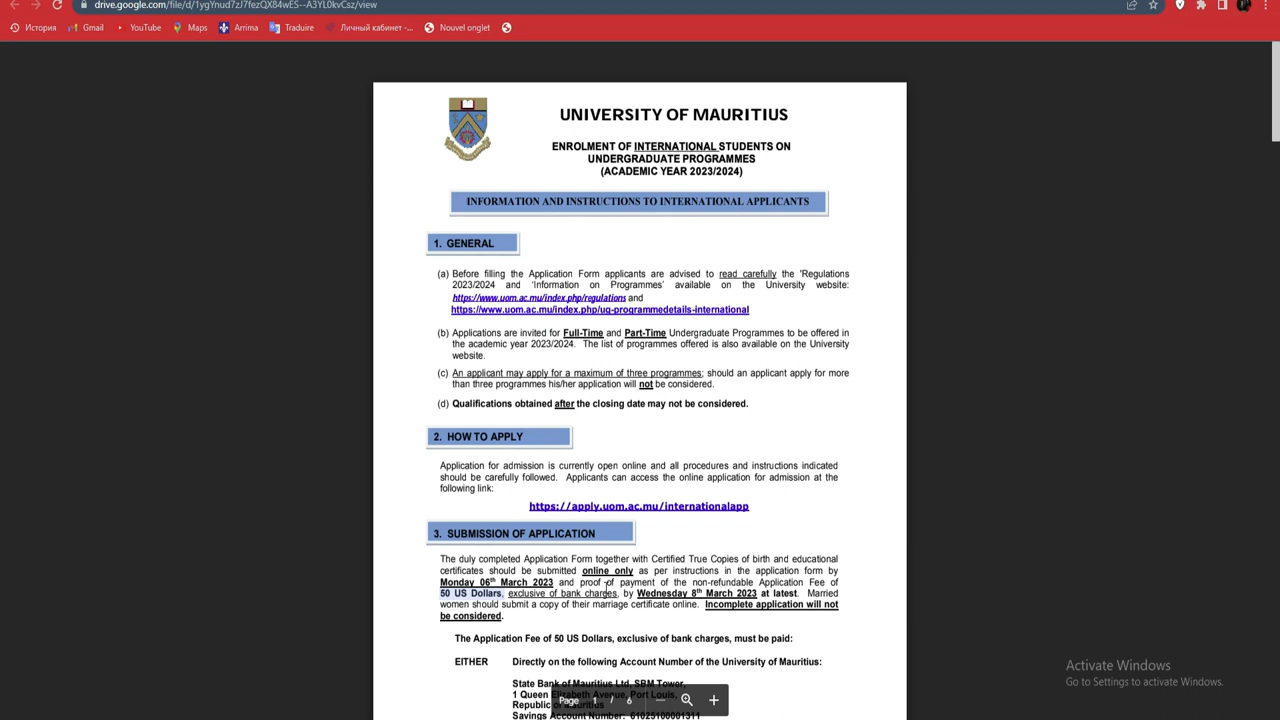 drive.google.com/file/d/1ygYnud7zJ7fezQX84wES--A3YL0kvCsz/view
История Gmail YouTube Maps Arrima Traduire Личный кабинет -... Nouvel onglet
UNIVERSITY OF MAURITIUS
ENROLMENT OF INTERNATIONAL STUDENTS ON
UNDERGRADUATE PROGRAMMES
(ACADEMIC YEAR 2023/2024)
INFORMATION AND INSTRUCTIONS TO INTERNATIONAL APPLICANTS
1. GENERAL
(a) Before filling the Application Form applicants are advised to read carefully the 'Regulations
2023/2024 and 'Information on Programmes' available on the University website:
https://www.uom.ac.mu/index.php/regulations and
https://www.uom.ac.mu/index.php/ug-programmedetails-international
(b) Applications are invited for Full-Time and Part-Time Undergraduate Programmes to be offered in
the academic year 2023/2024. The list of programmes offered is also available on the University
website.
(c) An applicant may apply for a maximum of three programmes; should an applicant apply for more
than three programmes his/her application will not be considered.
(d) Qualifications obtained after the closing date may not be considered.
2. HOW TO APPLY
Application for admission is currently open online and all procedures and instructions indicated
should be carefully followed. Applicants can access the online application for admission at the
following link:
https://apply.uom.ac.mu/internationalapp
3. SUBMISSION OF APPLICATION
The duly completed Application Form together with Certified True Copies of birth and educational
certificates should be submitted online only as per instructions in the application form by
Monday 06th March 2023 and proof of payment of the non-refundable Application Fee of
50 US Dollars, exclusive of bank charges, by Wednesday 8th March 2023 at latest. Married
women should submit a copy of their marriage certificate online. Incomplete application will not
be considered.
The Application Fee of 50 US Dollars, exclusive of bank charges, must be paid:
EITHER Directly on the following Account Number of the University of Mauritius:
State Bank of Mauritius Ltd, SBM Tower,
1 Queen Elizabeth Avenue, Port Louis,
Republic of Mauritius
Savings Account Number: 61025100001311
Page 1 / 6
Activate Windows
Go to Settings to activate Windows.